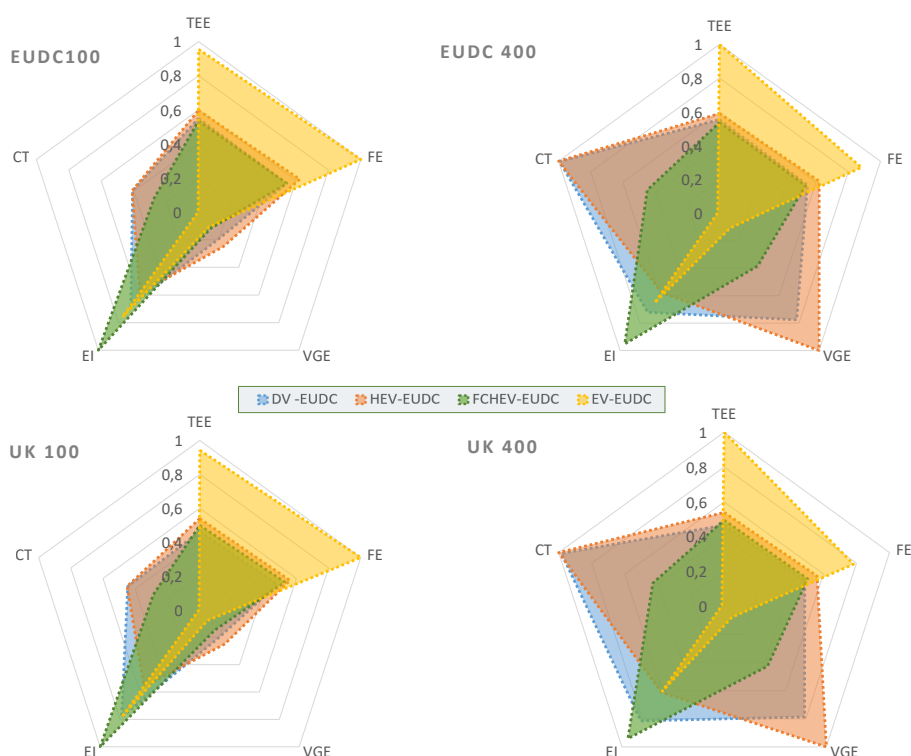 TEE
EUDC100
1
0,8
0,6
0,4
0,2
0
CT
FE
EI
VGE
TEE
EUDC 400
1
0,8
0,6
0,4
0,2
0
CT
FE
EI
VGE
DV -EUDC HEV-EUDC FCHEV-EUDC EV-EUDC
TEE
UK 100
1
0,8
0,6
0,4
0,2
0
CT
FE
EI
VGE
TEE
UK 400
1
0,8
0,6
0,4
0,2
0
CT
FE
EI
VGE